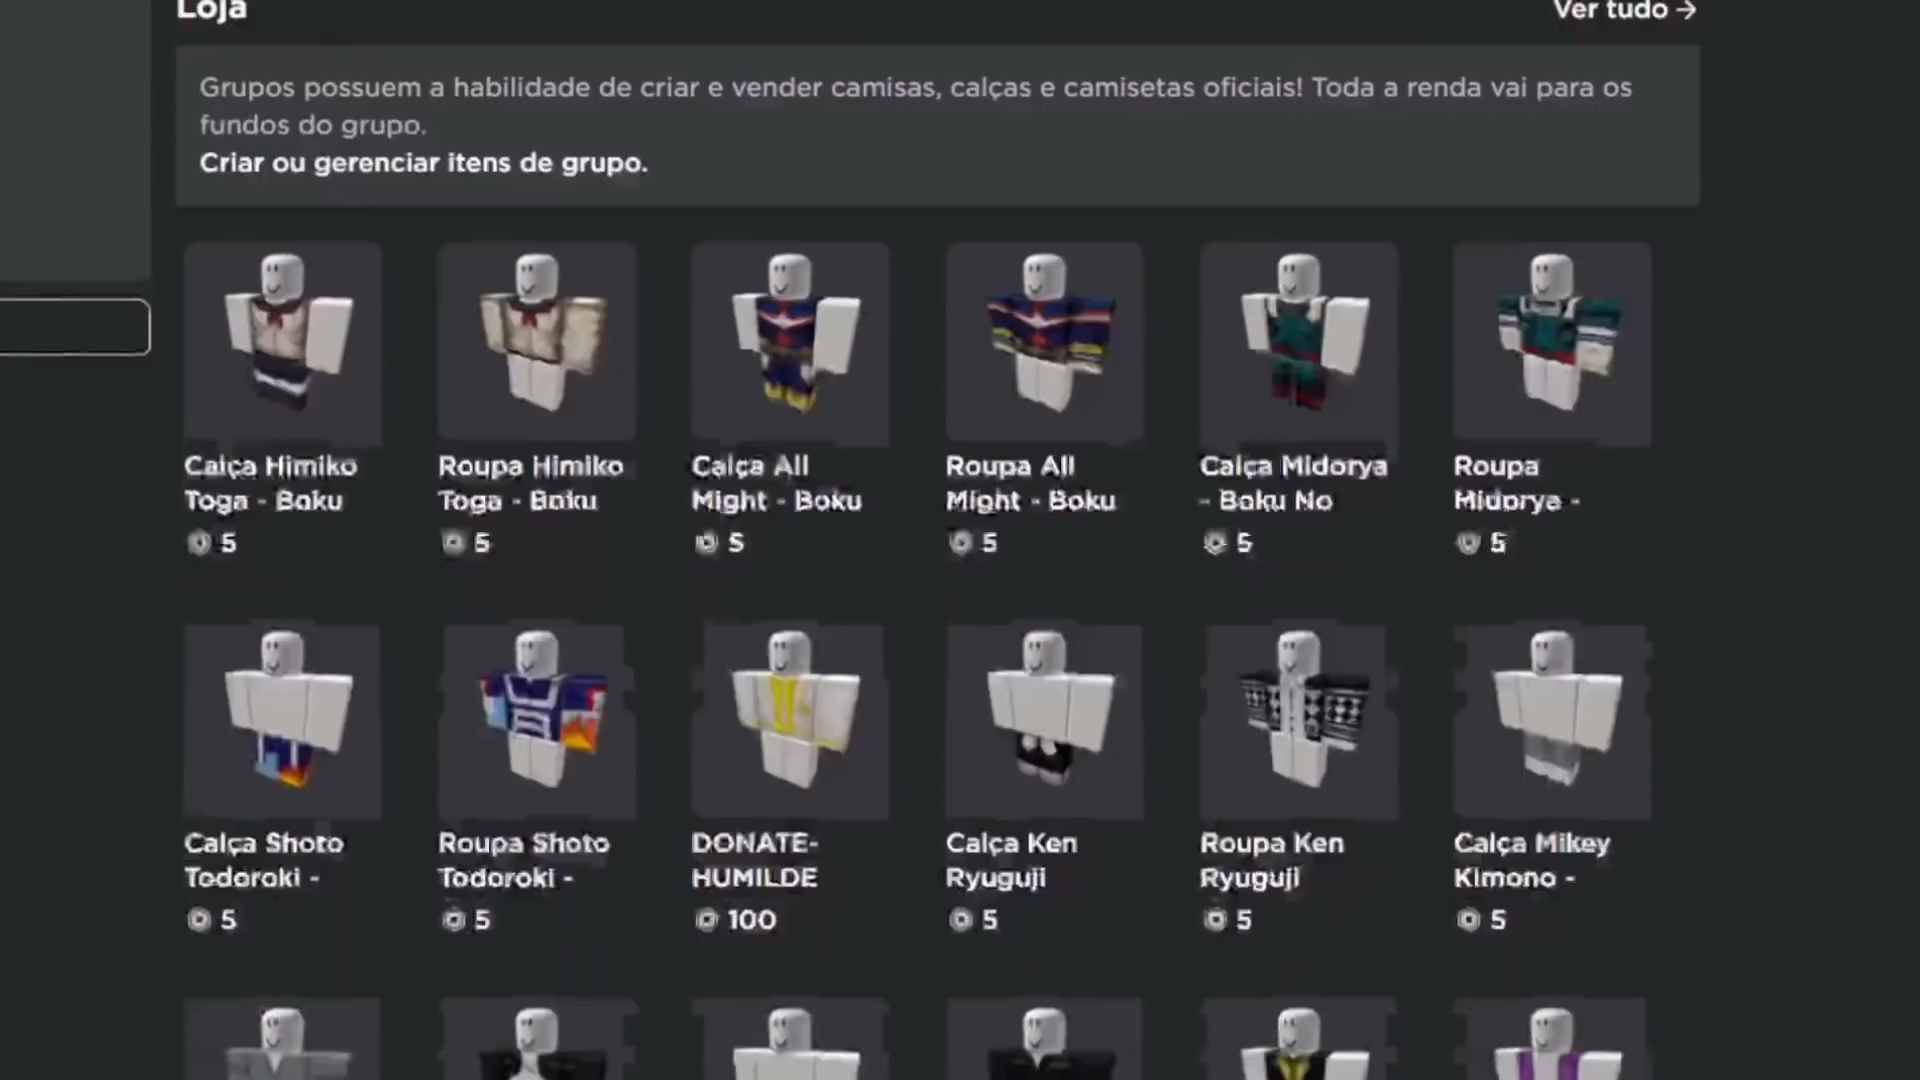 Loja
Ver tudo →
Grupos possuem a habilidade de criar e vender camisas, calças e camisetas oficiais! Toda a renda vai para os
fundos do grupo.
Criar ou gerenciar itens de grupo.
Calça Himiko
Toga - Boku
5
Roupa Himiko
Toga - Boku
5
Calça All
Might - Boku
5
Roupa All
Might - Boku
5
Calça Midorya
- Boku No
5
Roupa
Midorya -
5
Calça Shoto
Todoroki -
5
Roupa Shoto
Todoroki -
5
DONATE-
HUMILDE
100
Calça Ken
Ryuguji
5
Roupa Ken
Ryuguji
5
Calça Mikey
Kimono -
5